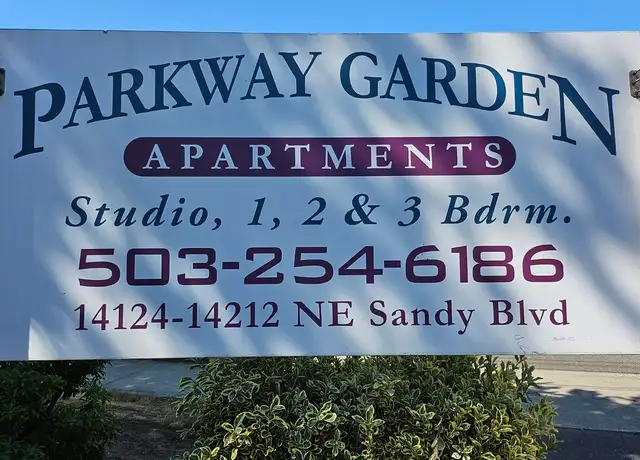 PARKWAY GARDEN
APARTMENTS
Studio, 1, 2 & 3 Bdrm.
503-254-6186
14124-14212 NE Sandy Blvd